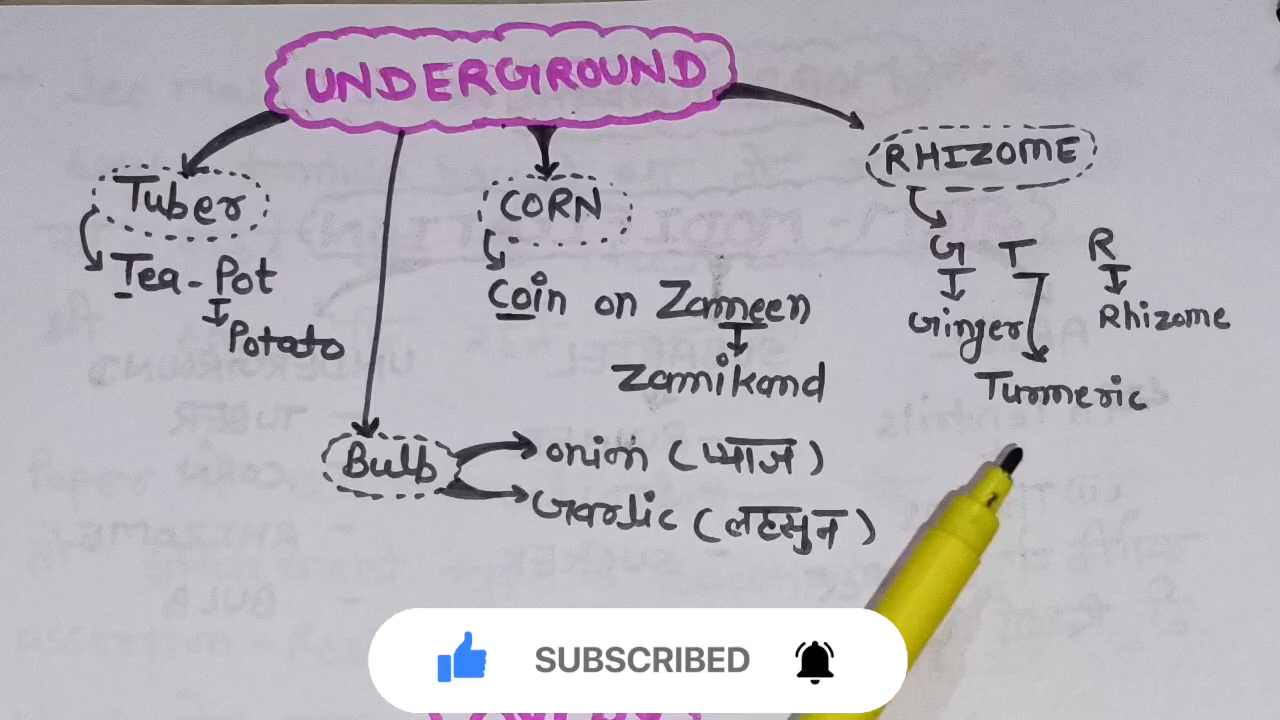 UNDERGROUND
Tuber
Tea-Pot
Potato
CORN
Coin on Zameen
Zamikand
RHIZOME
G T R
Ginger
Rhizome
Turmeric
Bulb
onion (प्याज)
Garlic (लहसुन)
SUBSCRIBED